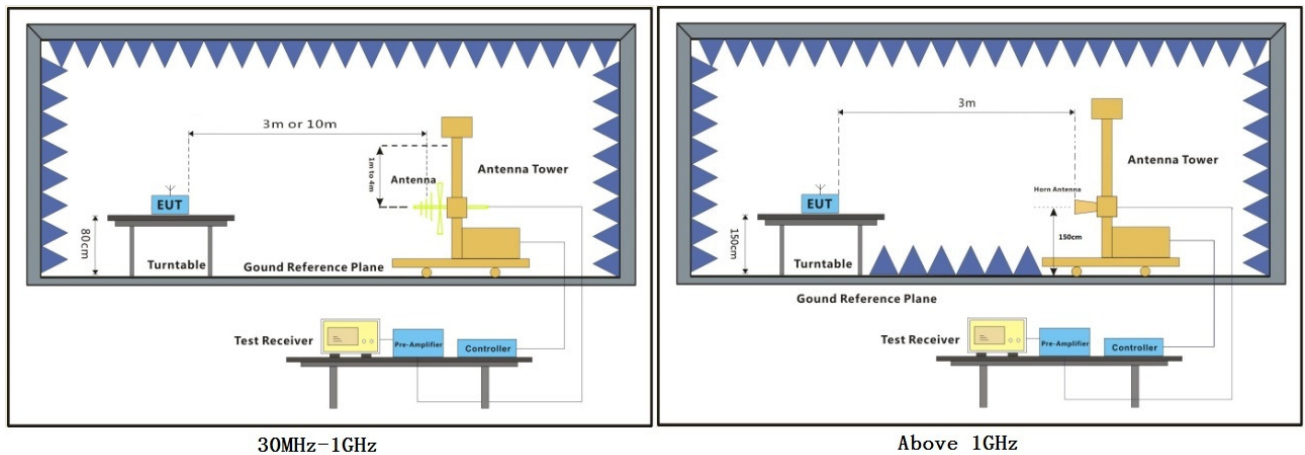 3m or 10m
1m to 4m
Antenna
Antenna Tower
EUT
80cm
Turntable
Gound Reference Plane
Test Receiver
Pre-Amplifier
Controller
30MHz-1GHz
3m
Antenna Tower
Horn Antenna
EUT
150cm
150cm
Turntable
Gound Reference Plane
Test Receiver
Pre-Amplifier
Controller
Above 1GHz